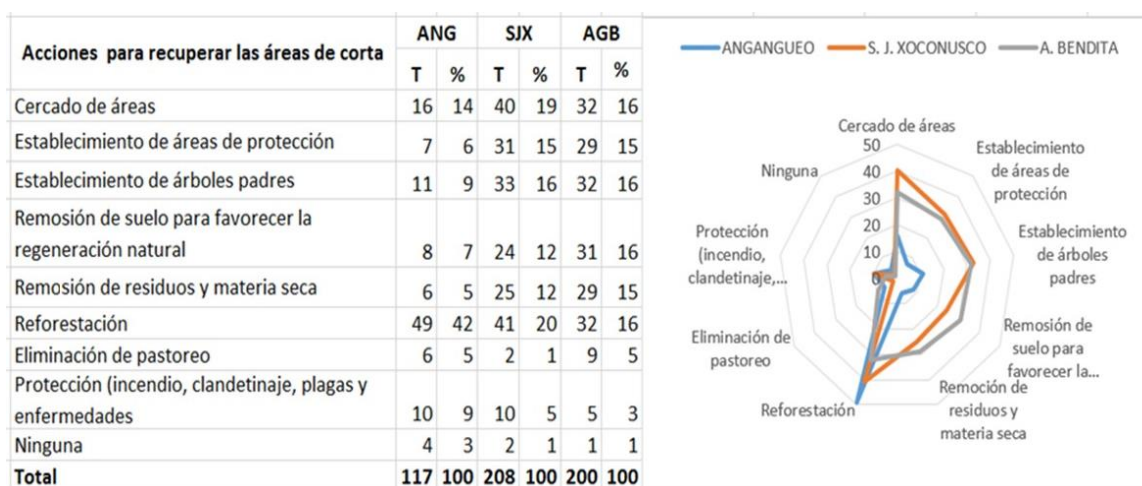 Acciones para recuperar las áreas de corta ANG SJX AGB
T % T % T %
Cercado de áreas 16 14 40 19 32 16
Establecimiento de áreas de protección 7 6 31 15 29 15
Establecimiento de árboles padres 11 9 33 16 32 16
Remosión de suelo para favorecer la
regeneración natural 8 7 24 12 31 16
Remosión de residuos y materia seca 6 5 25 12 29 15
Reforestación 49 42 41 20 32 16
Eliminación de pastoreo 6 5 2 1 9 5
Protección (incendio, clandetinaje, plagas y
enfermedades 10 9 10 5 5 3
Ninguna 4 3 2 1 1 1
Total 117 100 208 100 200 100
ANGANGUEO S. J. XOCONUSCO A. BENDITA
Cercado de áreas
50
40
30
20
10
0
Establecimiento
de áreas de
protección
Establecimiento
de árboles
padres
Remosión de
suelo para
favorecer la...
Remoción de
residuos y
materia seca
Reforestación
Eliminación de
pastoreo
Protección
(incendio,
clandetinaje,...
Ninguna